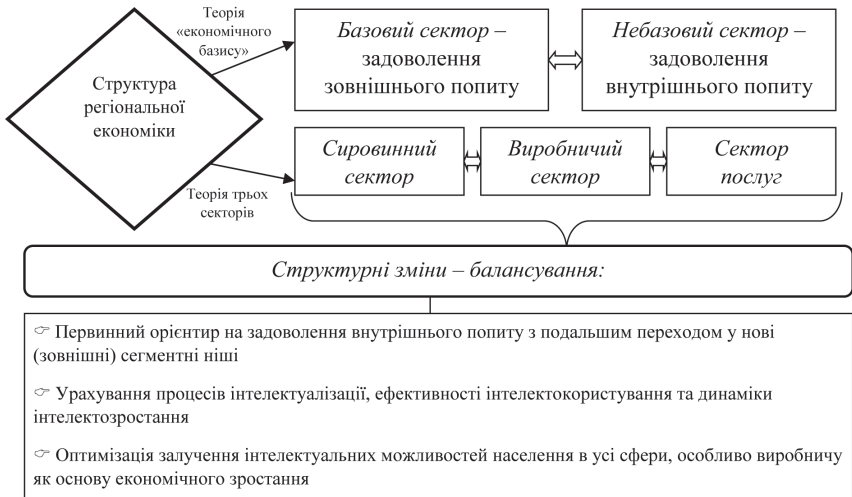 Теорія
«економічного
базису»
Структура
регіональної
економіки
Теорія трьох
секторів
Базовий сектор –
задоволення
зовнішнього попиту
Небазовий сектор –
задоволення
внутрішнього попиту
Сировинний
сектор
Виробничий
сектор
Сектор
послуг
Структурні зміни – балансування:
☞ Первинний орієнтир на задоволення внутрішнього попиту з подальшим переходом у нові
(зовнішні) сегментні ніші
☞ Урахування процесів інтелектуалізації, ефективності інтелектокористування та динаміки
інтелектозростання
☞ Оптимізація залучення інтелектуальних можливостей населення в усі сфери, особливо виробничу
як основу економічного зростання